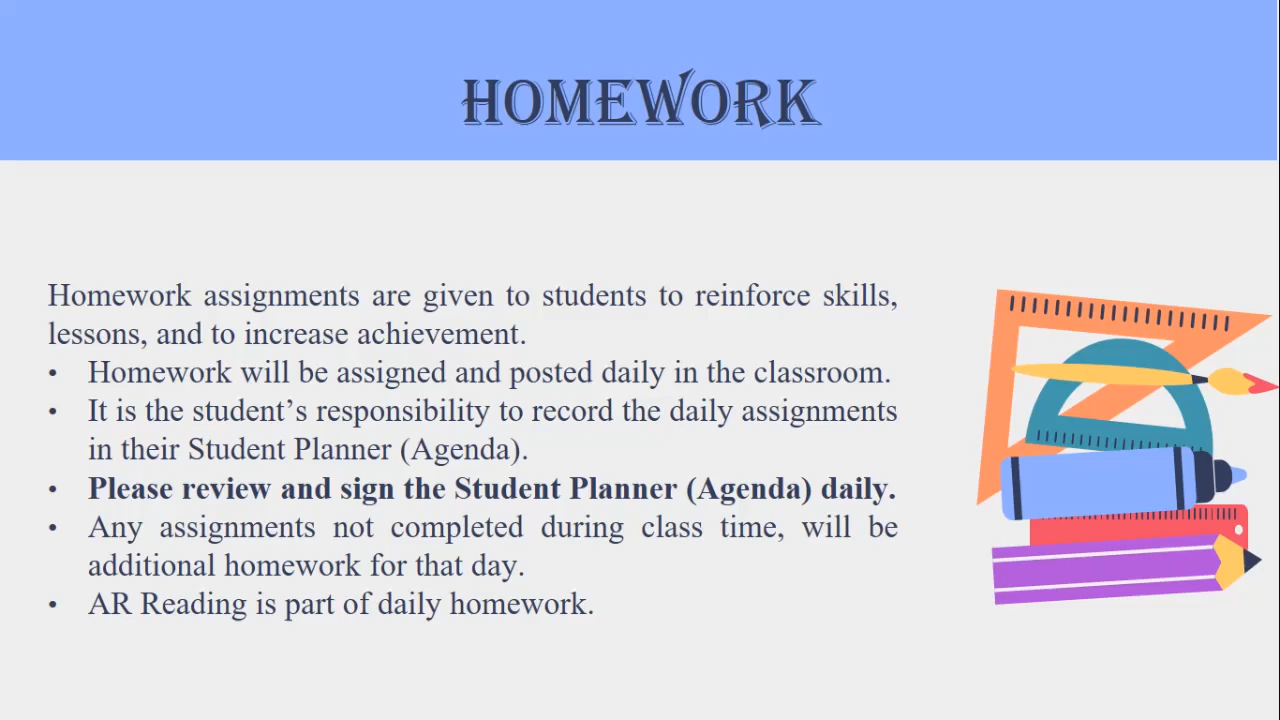 HOMEWORK
Homework assignments are given to students to reinforce skills,
lessons, and to increase achievement.
• Homework will be assigned and posted daily in the classroom.
• It is the student’s responsibility to record the daily assignments
in their Student Planner (Agenda).
• Please review and sign the Student Planner (Agenda) daily.
• Any assignments not completed during class time, will be
additional homework for that day.
• AR Reading is part of daily homework.